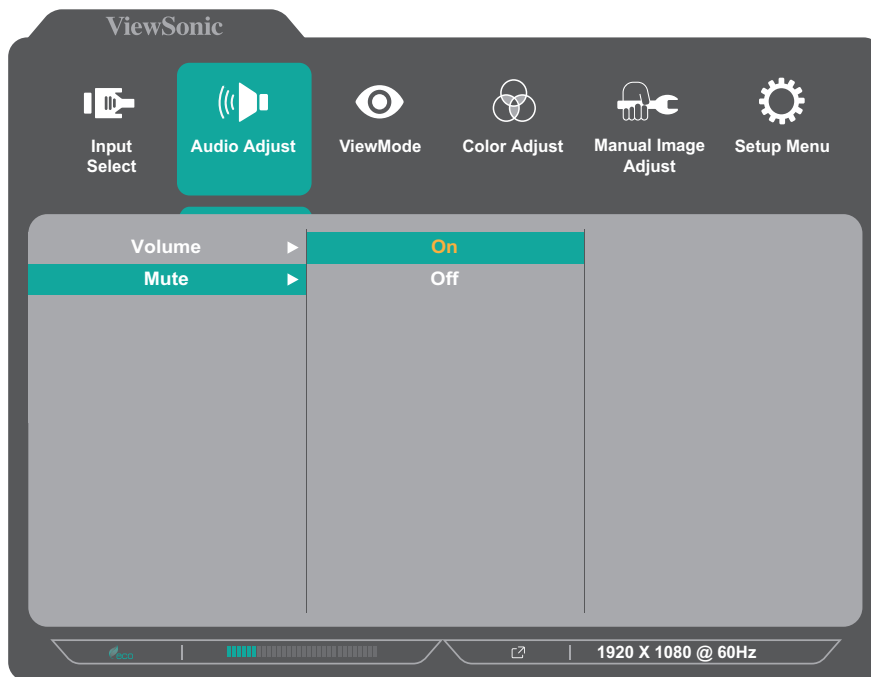 ViewSonic
Input
Select
Audio Adjust
ViewMode
Color Adjust
Manual Image
Adjust
Setup Menu
Volume
On
Mute
Off
eco
1920 X 1080 @ 60Hz